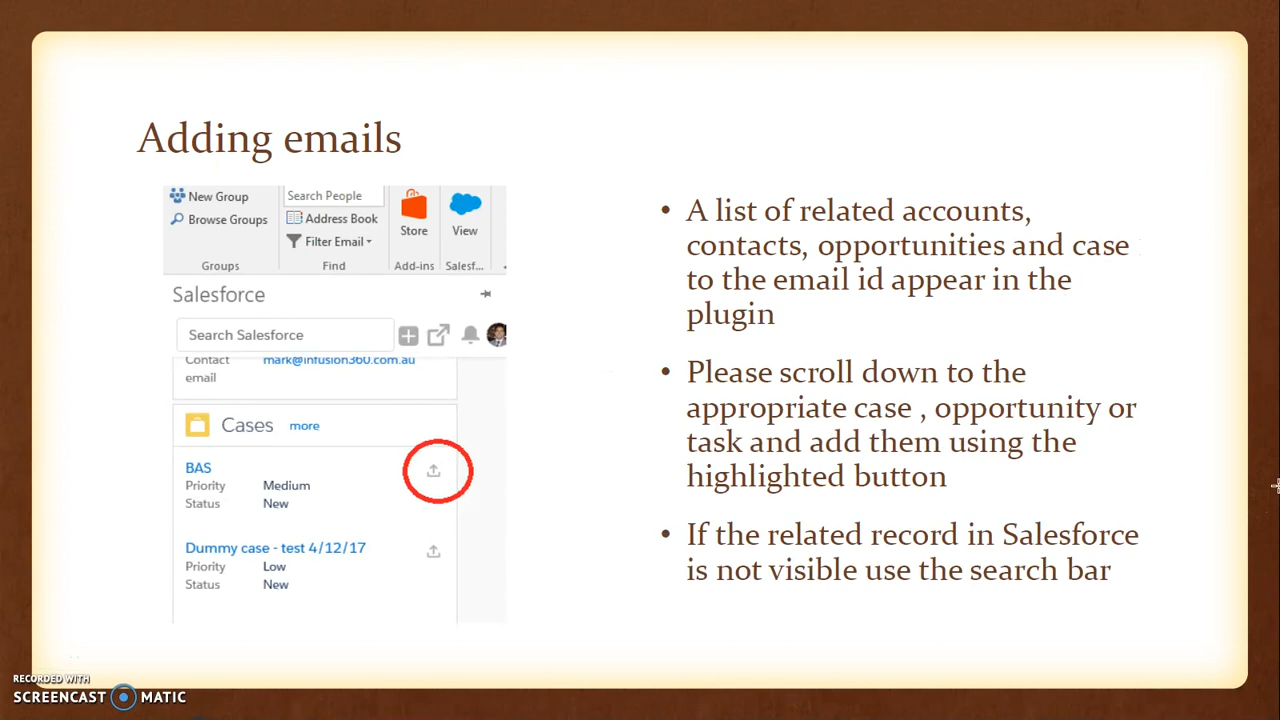 Adding emails
New Group
Browse Groups
Groups
Search People
Address Book
Filter Email
Find
Store
Add-ins
View
Salesf...
Salesforce
Search Salesforce
Contact mark@infusion360.com.au
email
Cases more
BAS
Priority Medium
Status New
Dummy case - test 4/12/17
Priority Low
Status New
• A list of related accounts,
contacts, opportunities and case
to the email id appear in the
plugin
• Please scroll down to the
appropriate case , opportunity or
task and add them using the
highlighted button
• If the related record in Salesforce
is not visible use the search bar
RECORDED WITH
SCREENCAST MATIC